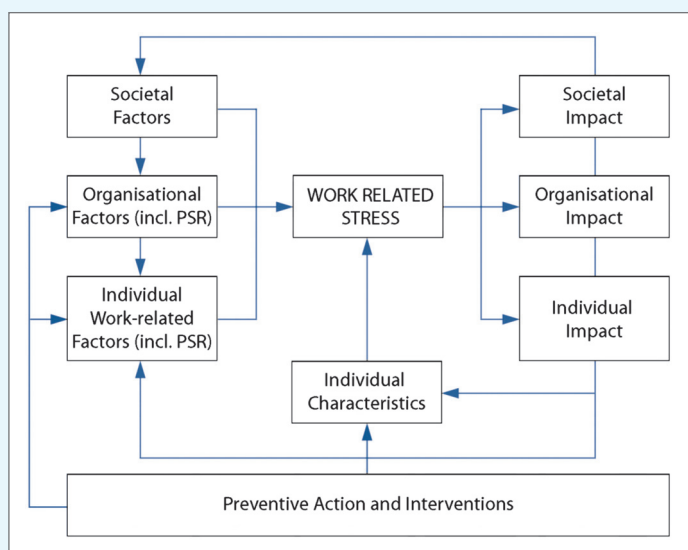 Societal
Factors
Organisational
Factors (incl. PSR)
Individual
Work-related
Factors (incl. PSR)
WORK RELATED
STRESS
Individual
Characteristics
Societal
Impact
Organisational
Impact
Individual
Impact
Preventive Action and Interventions